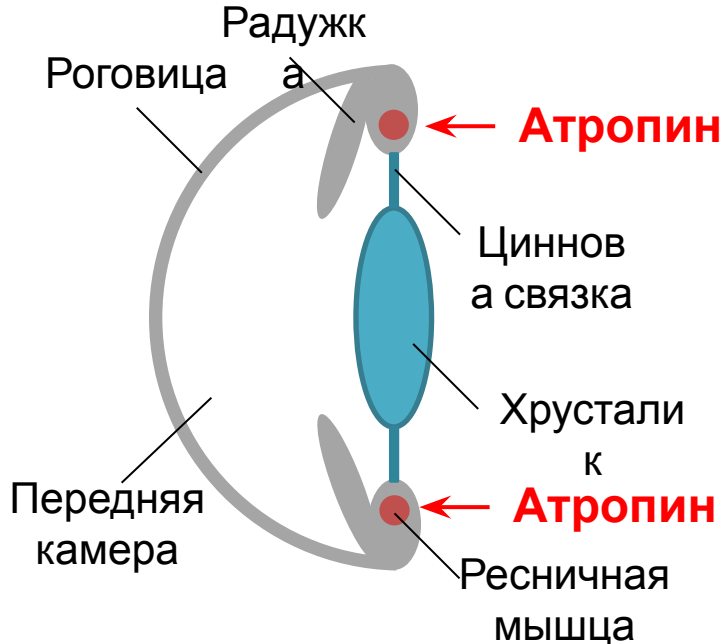 Радужк
а
Роговица
Атропин
Циннов
а связка
Хрустали
к
Передняя
камера
Атропин
Ресничная
мышца